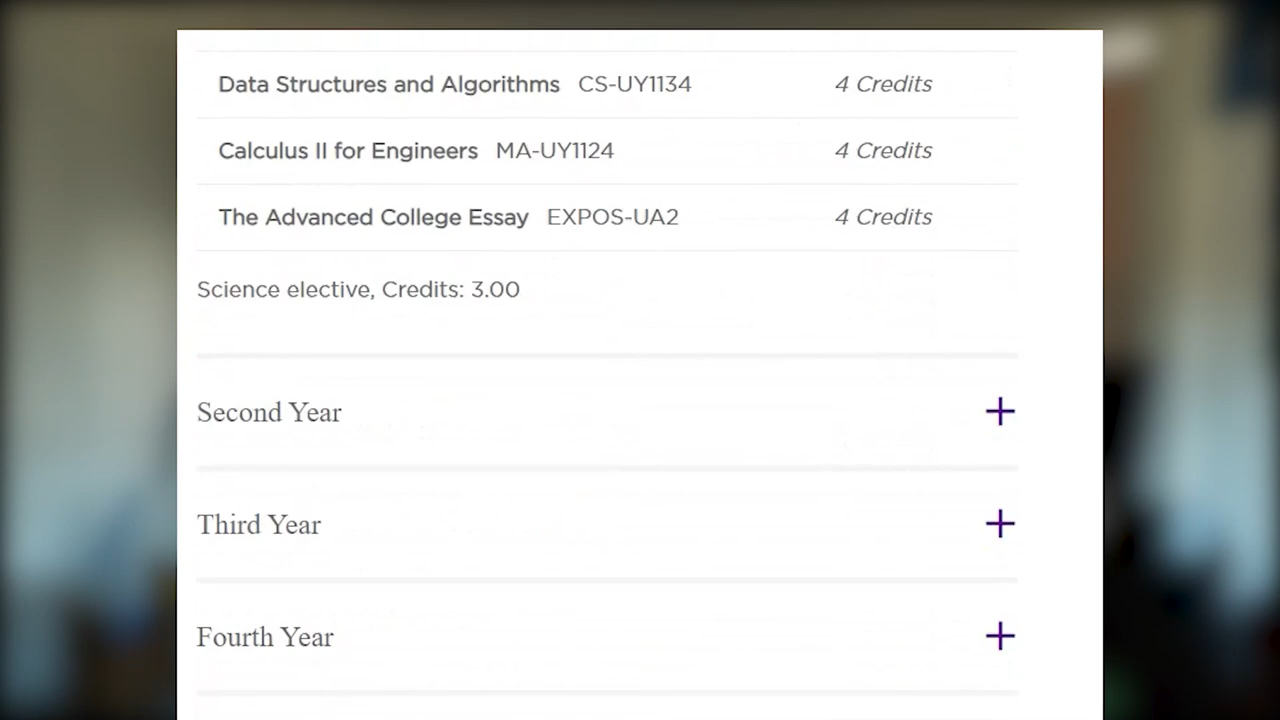 Data Structures and Algorithms CS-UY1134 4 Credits
Calculus II for Engineers MA-UY1124 4 Credits
The Advanced College Essay EXPOS-UA2 4 Credits
Science elective, Credits: 3.00
Second Year +
Third Year +
Fourth Year +